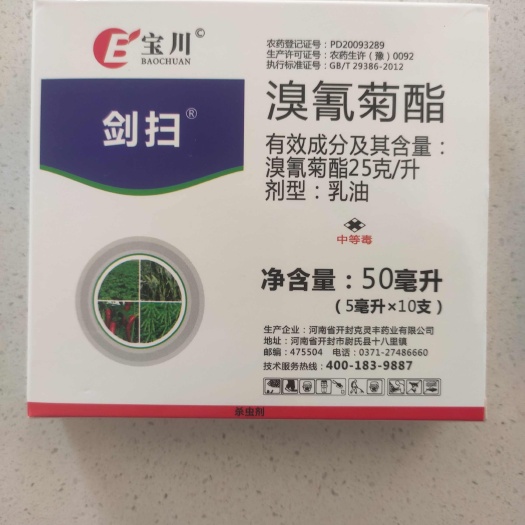 宝川©
BAOCHUAN
剑扫®
农药登记证号：PD20093289
生产许可证号：农药生许（豫）0092
执行标准证号：GB/T 29386-2012
溴氰菊酯
有效成分及其含量：
溴氰菊酯25克/升
剂型：乳油
中等毒
净含量：50毫升
（5毫升×10支）
生产企业：河南省开封克灵丰药业有限公司
地址：河南省开封市尉氏县十八里镇
邮编：475504 电话：0371-27486660
技术服务热线：400-183-9887
杀虫剂